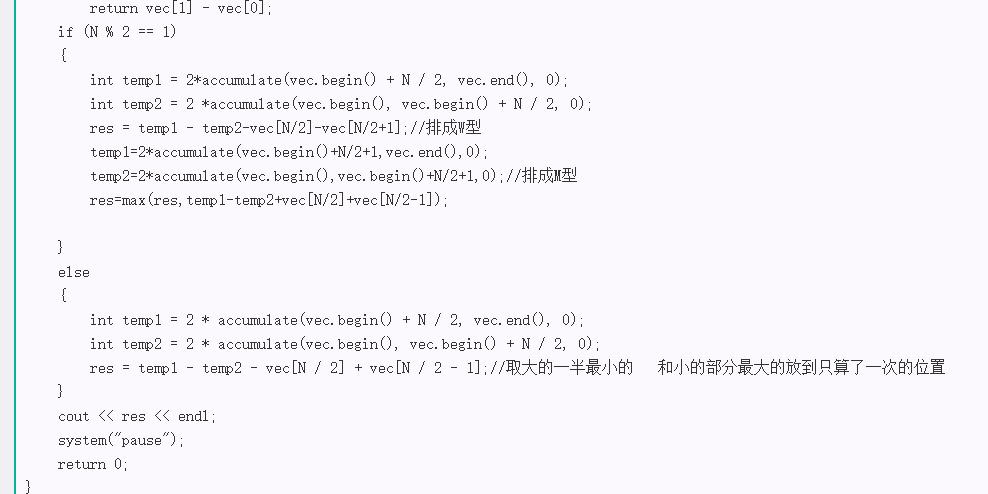 return vec[1] - vec[0];
if (N % 2 == 1)
{
int temp1 = 2*accumulate(vec.begin() + N / 2, vec.end(), 0);
int temp2 = 2 *accumulate(vec.begin(), vec.begin() + N / 2, 0);
res = temp1 - temp2-vec[N/2]-vec[N/2+1];//排成W型
temp1=2*accumulate(vec.begin()+N/2+1,vec.end(),0);
temp2=2*accumulate(vec.begin(),vec.begin()+N/2+1,0);//排成M型
res=max(res,temp1-temp2+vec[N/2]+vec[N/2-1]);
}
else
{
int temp1 = 2 * accumulate(vec.begin() + N / 2, vec.end(), 0);
int temp2 = 2 * accumulate(vec.begin(), vec.begin() + N / 2, 0);
res = temp1 - temp2 - vec[N / 2] + vec[N / 2 - 1];//取大的一半最小的   和小的部分最大的放到只算了一次的位置
}
cout << res << endl;
system("pause");
return 0;
}